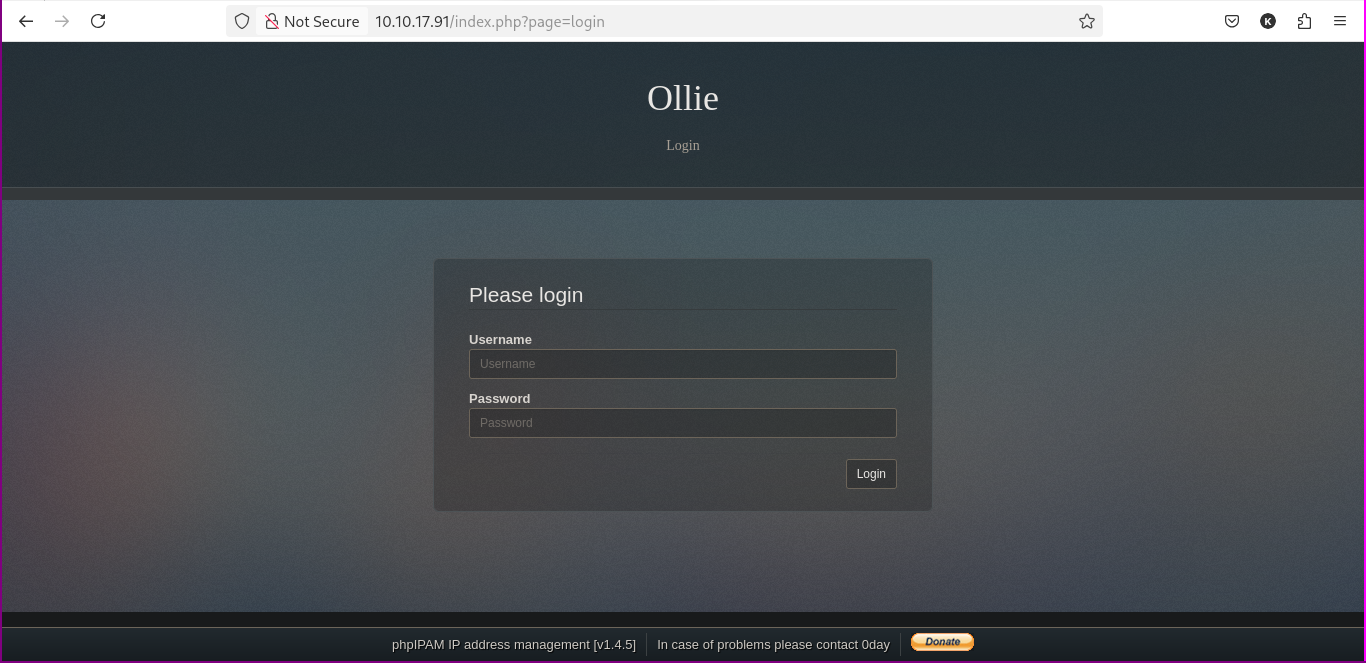 Not Secure 10.10.17.91/index.php?page=login
K
Ollie
Login
Please login
Username
Username
Password
Password
Login
phpIPAM IP address management [v1.4.5] In case of problems please contact 0day Donate